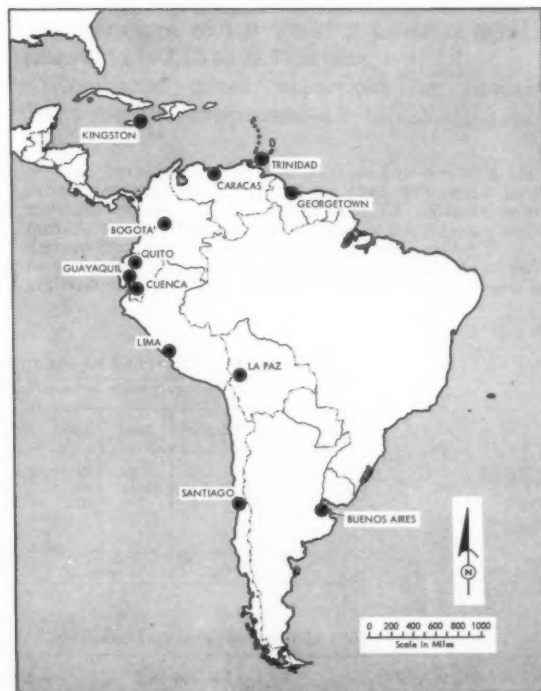 KINGSTON
D
TRINIDAD
CARACAS
GEORGETOWN
BOGOTA'
QUITO
GUAYAQUIL
CUENCA
LIMA
LA PAZ
SANTIAGO
BUENOS AIRES
N
0 200 400 600 800 1000
Scale in Miles